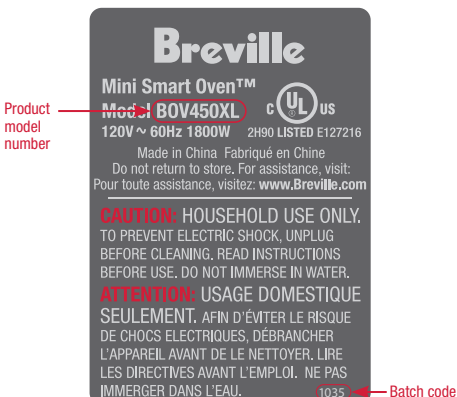 Breville
Mini Smart Oven™
Model BOV450XL
120V ~ 60Hz 1800W
C UL US
®
2H90 LISTED E127216
Made in China Fabriqué en Chine
Do not return to store. For assistance, visit:
Pour toute assistance, visitez: www.Breville.com
CAUTION: HOUSEHOLD USE ONLY.
TO PREVENT ELECTRIC SHOCK, UNPLUG
BEFORE CLEANING. READ INSTRUCTIONS
BEFORE USE. DO NOT IMMERSE IN WATER.
ATTENTION: USAGE DOMESTIQUE
SEULEMENT. AFIN D'ÉVITER LE RISQUE
DE CHOCS ELECTRIQUES, DÉBRANCHER
L'APPAREIL AVANT DE LE NETTOYER. LIRE
LES DIRECTIVES AVANT L'EMPLOI. NE PAS
IMMERGER DANS L'EAU.
1035
Product
model
number
Batch code